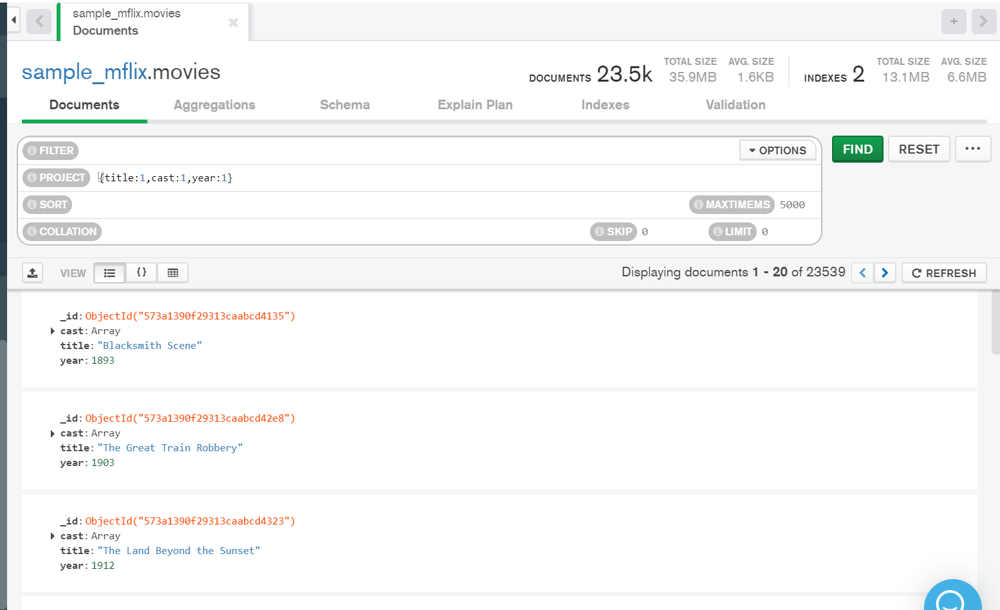 sample_mflix.movies
Documents
sample_mflix.movies
DOCUMENTS 23.5k TOTAL SIZE 35.9MB AVG. SIZE 1.6KB INDEXES 2 TOTAL SIZE 13.1MB AVG. SIZE 6.6MB
Documents Aggregations Schema Explain Plan Indexes Validation
FILTER OPTIONS FIND RESET ...
PROJECT {title:1,cast:1,year:1}
SORT MAXTIMEMS 5000
COLLATION SKIP 0 LIMIT 0
VIEW {} Displaying documents 1 - 20 of 23539 REFRESH
_id: ObjectId("573a1390f29313caabcd4135")
cast: Array
title: "Blacksmith Scene"
year: 1893
_id: ObjectId("573a1390f29313caabcd42e8")
cast: Array
title: "The Great Train Robbery"
year: 1903
_id: ObjectId("573a1390f29313caabcd4323")
cast: Array
title: "The Land Beyond the Sunset"
year: 1912